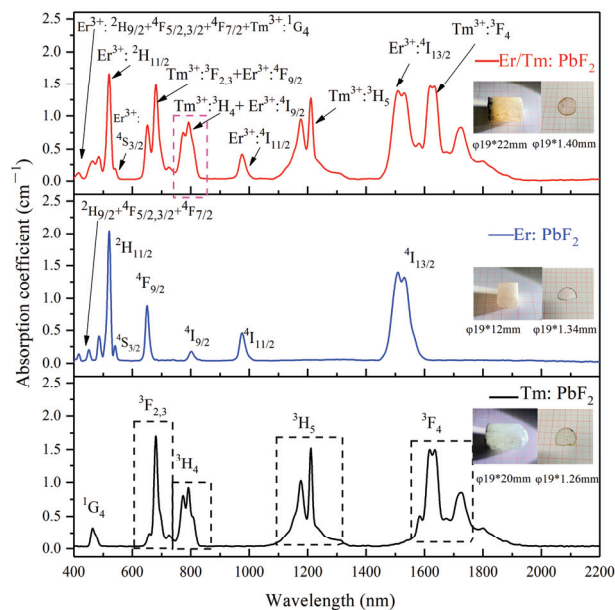 Er³⁺: ²H₉/₂+⁴F₅/₂,₃/₂+⁴F₇/₂+Tm³⁺:¹G₄
Er³⁺:²H₁₁/₂
Tm³⁺:³F₂,₃+Er³⁺:⁴F₉/₂
Er³⁺:
⁴S₃/₂
Tm³⁺:³H₄ + Er³⁺:⁴I₉/₂
Er³⁺:⁴I₁₁/₂
Tm³⁺:³H₅
Er³⁺:⁴I₁₃/₂
Tm³⁺:³F₄
Er/Tm: PbF₂
φ19*22mm φ19*1.40mm
2.5
2.0
1.5
1.0
0.5
0.0
²H₉/₂+⁴F₅/₂,₃/₂+⁴F₇/₂
²H₁₁/₂
⁴F₉/₂
⁴S₃/₂
⁴I₉/₂
⁴I₁₁/₂
⁴I₁₃/₂
Er: PbF₂
φ19*12mm φ19*1.34mm
2.5
2.0
1.5
1.0
0.5
0.0
¹G₄
³F₂,₃
³H₄
³H₅
³F₄
Tm: PbF₂
φ19*20mm φ19*1.26mm
2.5
2.0
1.5
1.0
0.5
0.0
400 600 800 1000 1200 1400 1600 1800 2000 2200
Wavelength (nm)
Absorption coefficient (cm⁻¹)